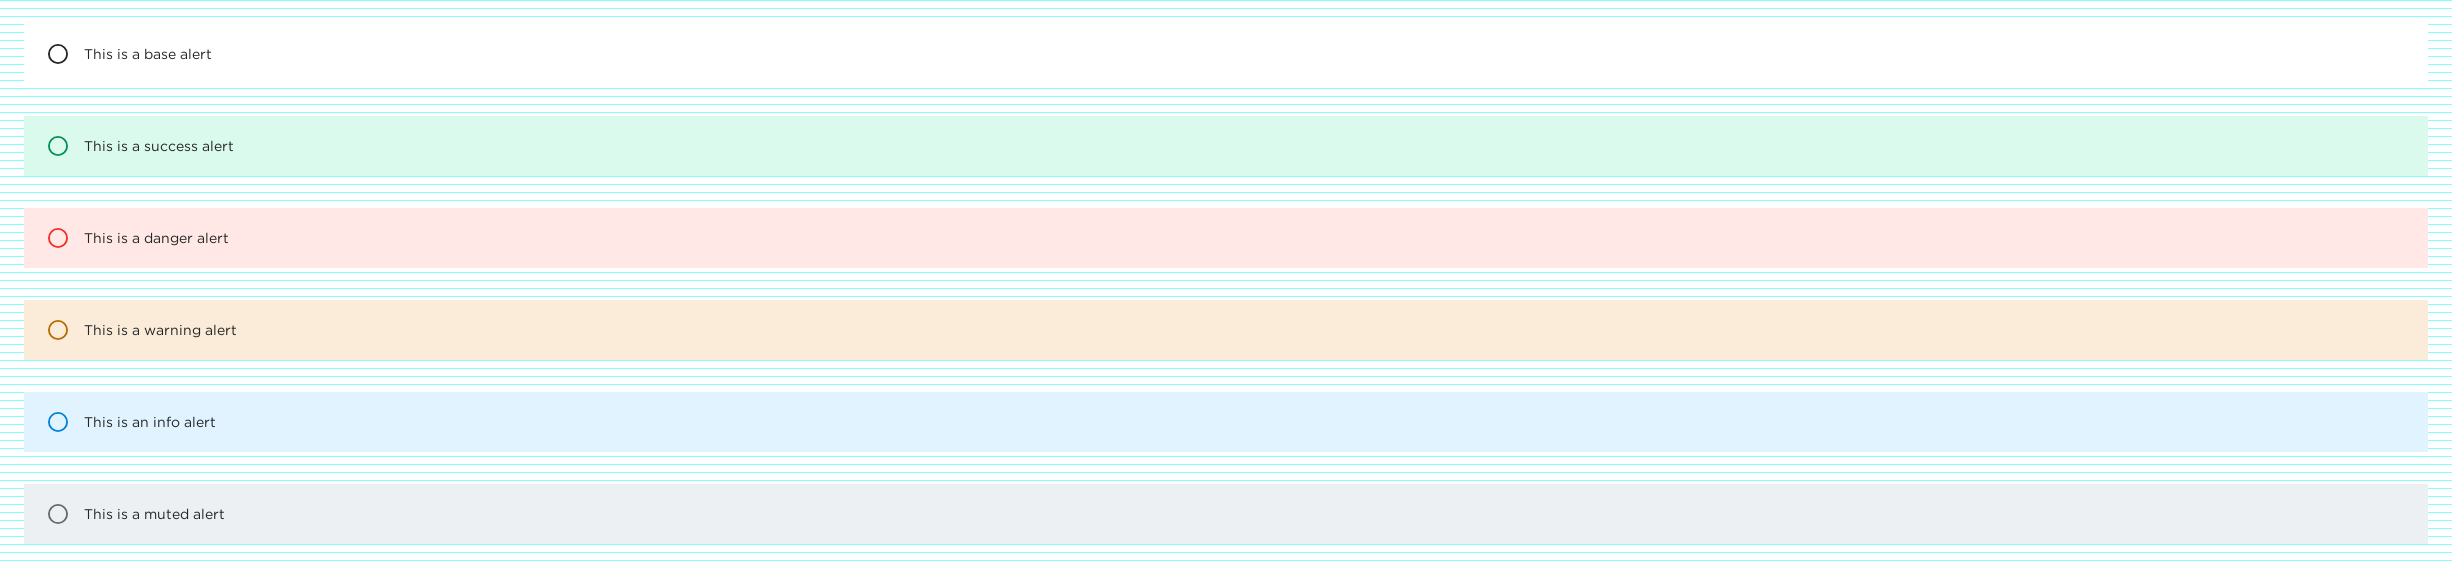 This is a base alert
This is a success alert
This is a danger alert
This is a warning alert
This is an info alert
This is a muted alert